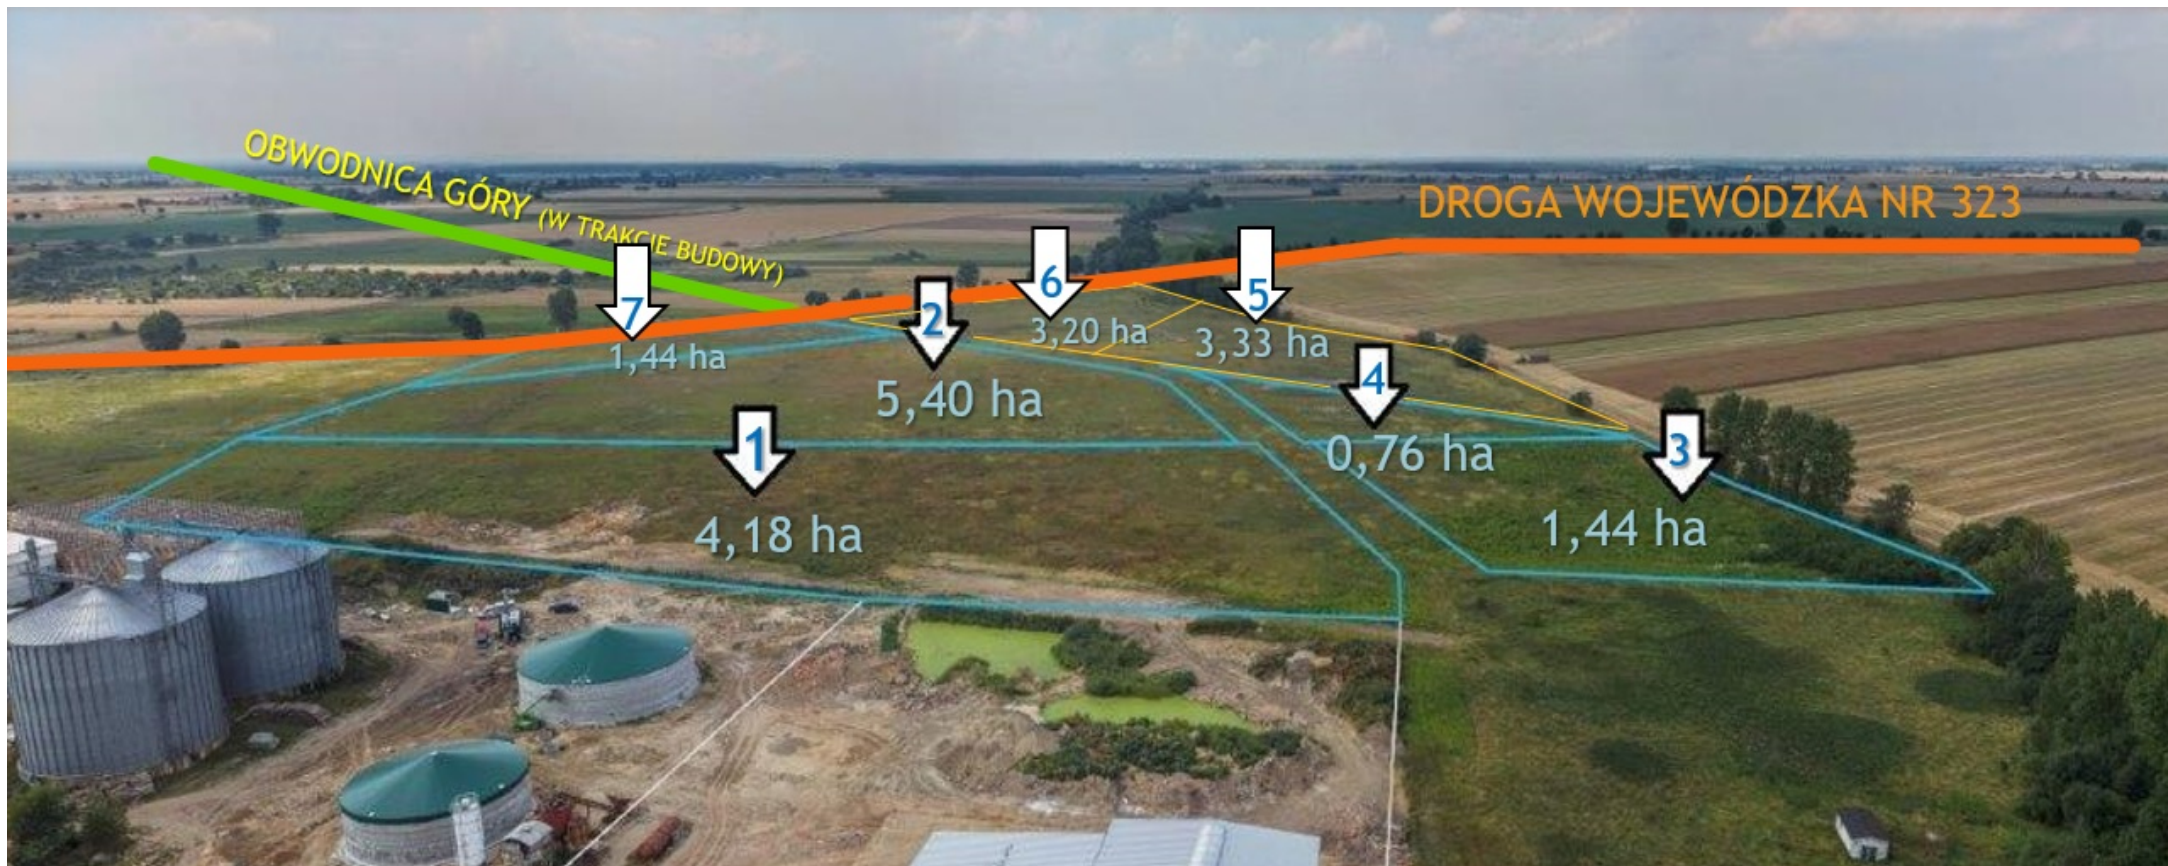 OBWODNICA GÓRY (W TRAKCIE BUDOWY)
DROGA WOJEWÓDZKA NR 323
7
1,44 ha
2
5,40 ha
6
3,20 ha
5
3,33 ha
4
0,76 ha
1
4,18 ha
3
1,44 ha